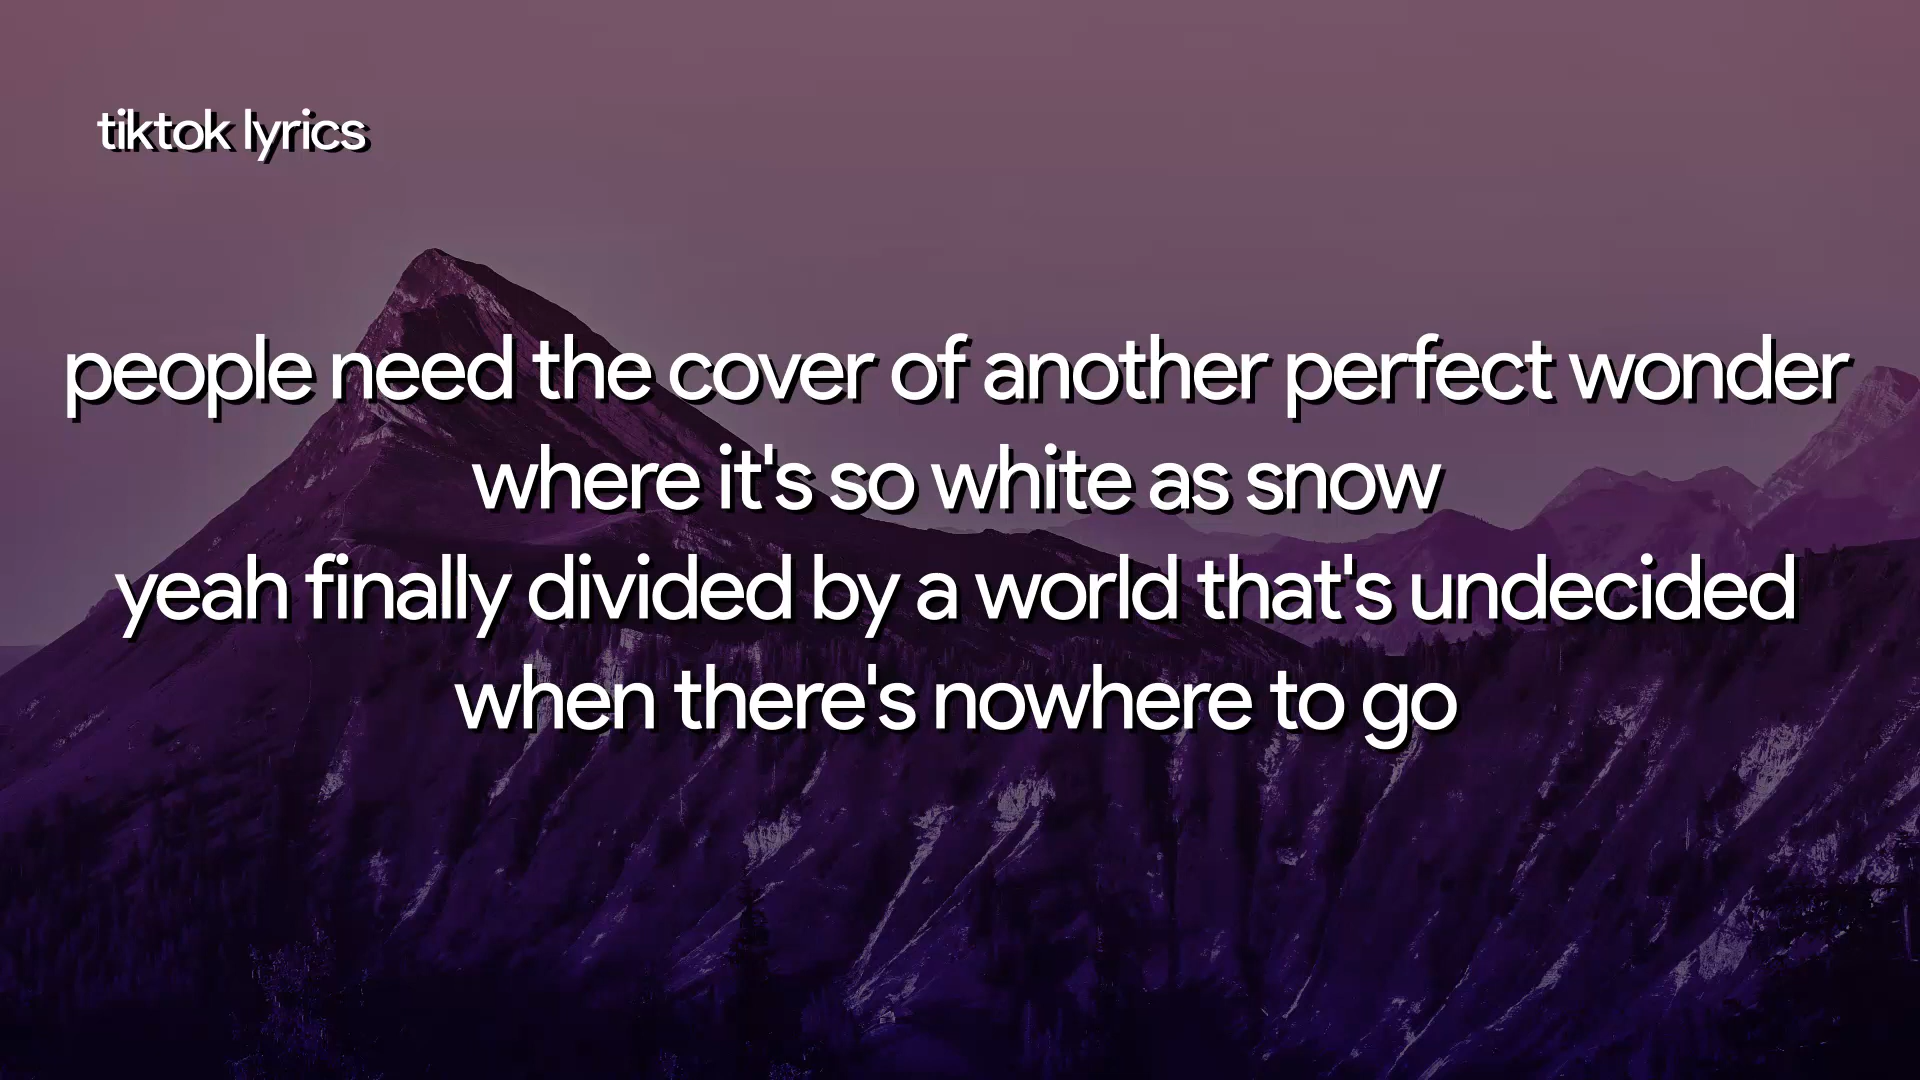 tiktok lyrics
people need the cover of another perfect wonder
where it's so white as snow
yeah finally divided by a world that's undecided
when there's nowhere to go